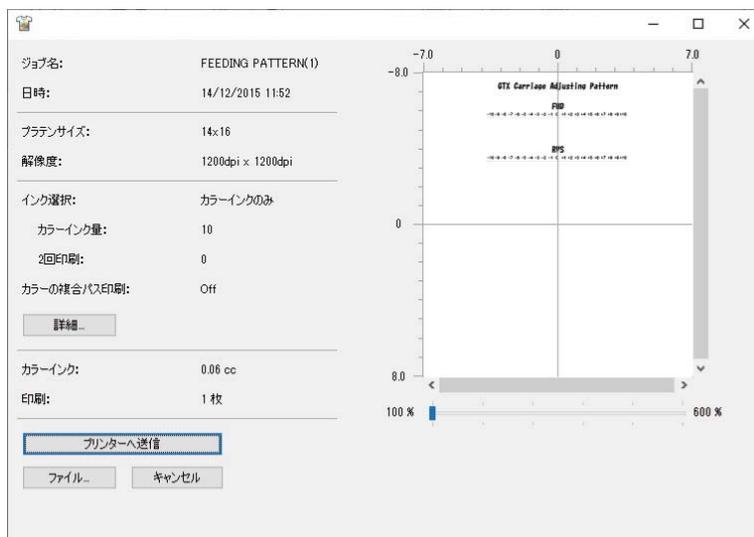 ジョブ名: FEEDING PATTERN(1)
日時: 14/12/2015 11:52
プラテンサイズ: 14x16
解像度: 1200dpi x 1200dpi
インク選択: カラーインクのみ
カラーインク量: 10
2回印刷: 0
カラーの複合パス印刷: Off
詳細...
カラーインク: 0.06 cc
印刷: 1 枚
プリンターへ送信
ファイル... キャンセル
-7.0 0 7.0
-8.0
GTX Carriage Adjusting Pattern
FWD
RVS
0
8.0
100 % 600 %